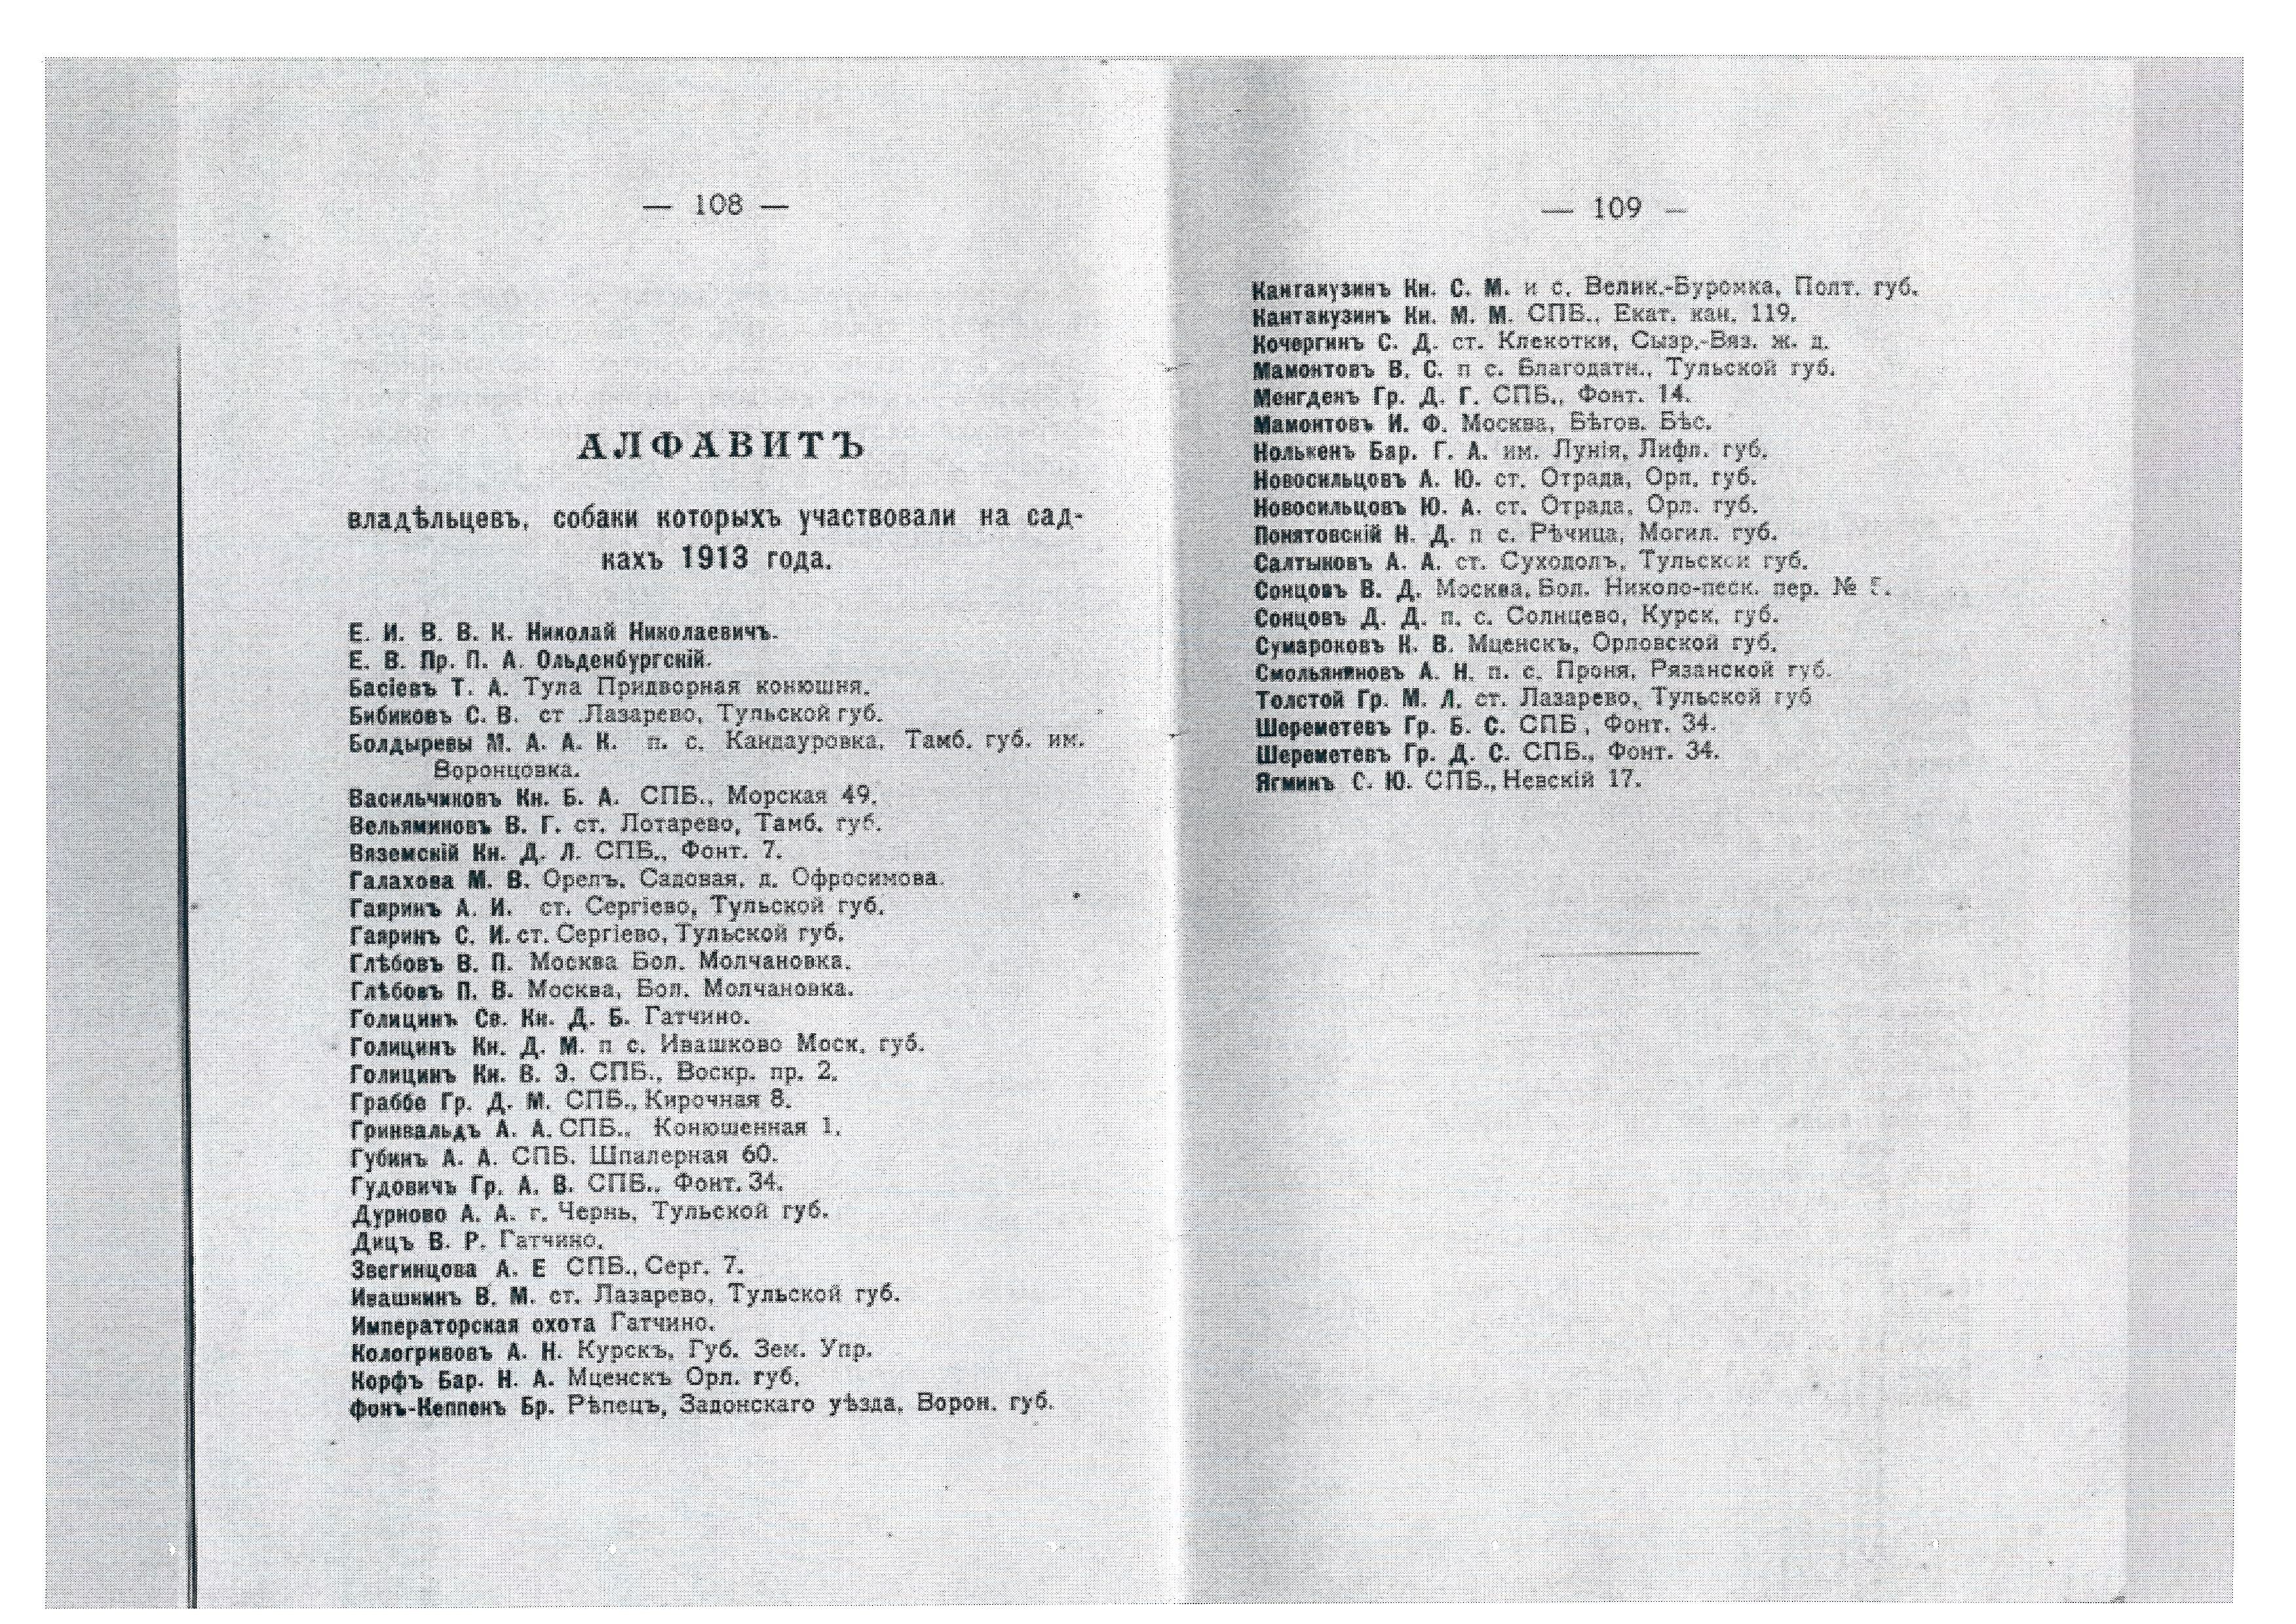 — 108 —
АЛФАВИТЪ
владѣльцевъ, собаки которыхъ участвовали на сад-
кахъ 1913 года.
Е. И. В. В. К. Николай Николаевичъ.
Е. В. Пр. П. А. Ольденбургскій.
Басіевъ Т. А. Тула Придворная конюшня.
Бибиковъ С. В. ст .Лазарево, Тульской губ.
Болдыревы М. А. А. К. п. с. Кандауровка, Тамб. губ. им.
Воронцовка.
Васильчиковъ Кн. Б. А. СПБ., Морская 49.
Вельяминовъ В. Г. ст. Лотарево, Тамб. губ.
Вяземскій Кн. Д. Л. СПБ., Фонт. 7.
Галахова М. В. Орелъ, Садовая, д. Офросимова.
Гаяринъ А. И. ст. Сергіево, Тульской губ.
Гаяринъ С. И. ст. Сергіево, Тульской губ.
Глѣбовъ В. П. Москва Бол. Молчановка.
Глѣбовъ П. В. Москва, Бол. Молчановка.
Голицинъ Св. Кн. Д. Б. Гатчино.
Голицинъ Кн. Д. М. п с. Ивашково Моск. губ.
Голицинъ Кн. В. Э. СПБ., Воскр. пр. 2.
Граббе Гр. Д. М. СПБ., Кирочная 8.
Гринвальдъ А. А. СПБ., Конюшенная 1.
Губинъ А. А. СПБ. Шпалерная 60.
Гудовичъ Гр. А. В. СПБ., Фонт. 34.
Дурново А. А. г. Чернь, Тульской губ.
Дицъ В. Р. Гатчино.
Звегинцова А. Е СПБ., Серг. 7.
Ивашкинъ В. М. ст. Лазарево, Тульской губ.
Императорская охота Гатчино.
Кологривовъ А. Н. Курскъ, Губ. Зем. Упр.
Корфъ Бар. Н. А. Мценскъ Орл. губ.
фонъ-Кеппенъ Бр. Рѣпецъ, Задонскаго уѣзда, Ворон. губ.
— 109 —
Кантакузинъ Кн. С. М. и с. Велик.-Буромка, Полт. губ.
Кантакузинъ Кн. М. М. СПБ., Екат. кан. 119.
Кочергинъ С. Д. ст. Клекотки, Сызр.-Вяз. ж. д.
Мамонтовъ В. С. п с. Благодатн., Тульской губ.
Менгденъ Гр. Д. Г. СПБ., Фонт. 14.
Мамонтовъ И. Ф. Москва, Бѣгов. Бѣс.
Нолькенъ Бар. Г. А. им. Лунія, Лифл. губ.
Новосильцовъ А. Ю. ст. Отрада, Орл. губ.
Новосильцовъ Ю. А. ст. Отрада, Орл. губ.
Понятовскій Н. Д. п с. Рѣчица, Могил. губ.
Салтыковъ А. А. ст. Суходолъ, Тульской губ.
Сонцовъ В. Д. Москва, Бол. Николо-песк. пер. №
Сонцовъ Д. Д. п. с. Солнцево, Курск. губ.
Сумароковъ К. В. Мценскъ, Орловской губ.
Смольяниновъ А. Н. п. с. Проня, Рязанской губ.
Толстой Гр. М. Л. ст. Лазарево, Тульской губ
Шереметевъ Гр. Б. С. СПБ., Фонт. 34.
Шереметевъ Гр. Д. С. СПБ., Фонт. 34.
Ягминъ С. Ю. СПБ., Невскій 17.